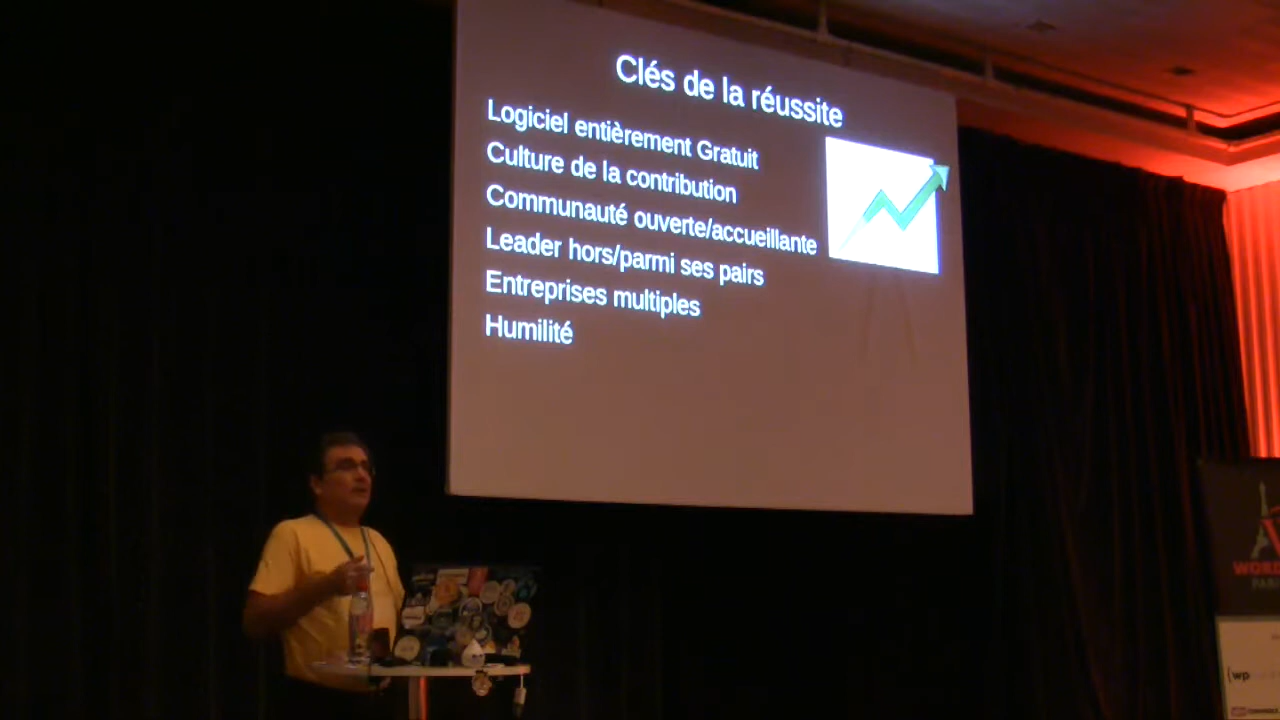 Clés de la réussite
Logiciel entièrement Gratuit
Culture de la contribution
Communauté ouverte/accueillante
Leader hors/parmi ses pairs
Entreprises multiples
Humilité
(wp